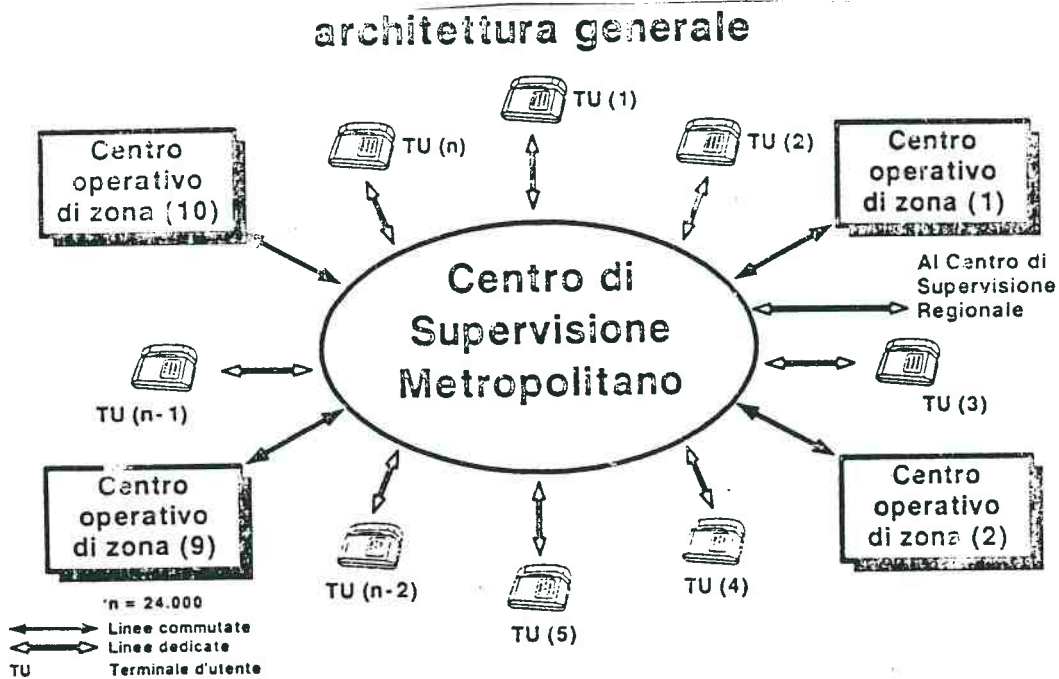 architettura generale
TU (1)
TU (n)
TU (2)
Centro
operativo
di zona (10)
Centro
operativo
di zona (1)
Centro di
Supervisione
Metropolitano
Al Centro di
Supervisione
Regionale
TU (n-1)
TU (3)
Centro
operativo
di zona (9)
Centro
operativo
di zona (2)
TU (n-2)
TU (4)
TU (5)
*n = 24.000
Linee commutate
Linee dedicate
TU Terminale d'utente